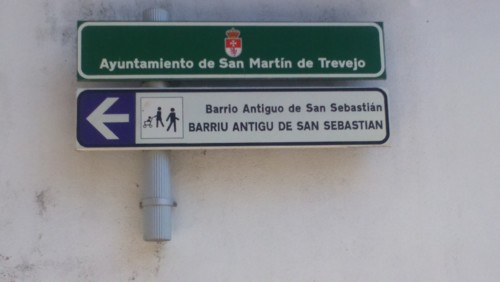 Ayuntamiento de San Martín de Trevejo
Barrio Antiguo de San Sebastián
BARRIU ANTIGU DE SAN SEBASTIAN